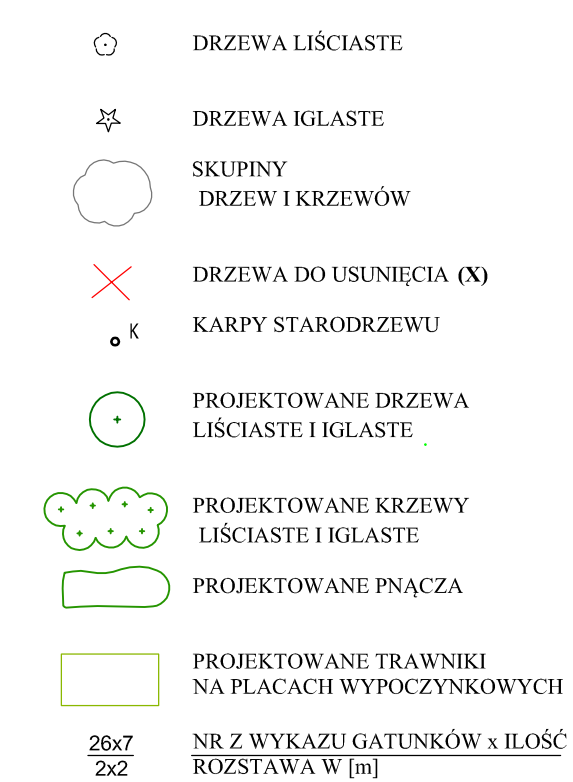 DRZEWA LIŚCIASTE
DRZEWA IGLASTE
SKUPINY
DRZEW I KRZEWÓW
DRZEWA DO USUNIĘCIA (X)
K KARPY STARODRZEWU
PROJEKTOWANE DRZEWA
LIŚCIASTE I IGLASTE
PROJEKTOWANE KRZEWY
LIŚCIASTE I IGLASTE
PROJEKTOWANE PNĄCZA
PROJEKTOWANE TRAWNIKI
NA PLACACH WYPOCZYNKOWYCH
26x7 NR Z WYKAZU GATUNKÓW x ILOŚĆ
2x2 ROZSTAWA W [m]